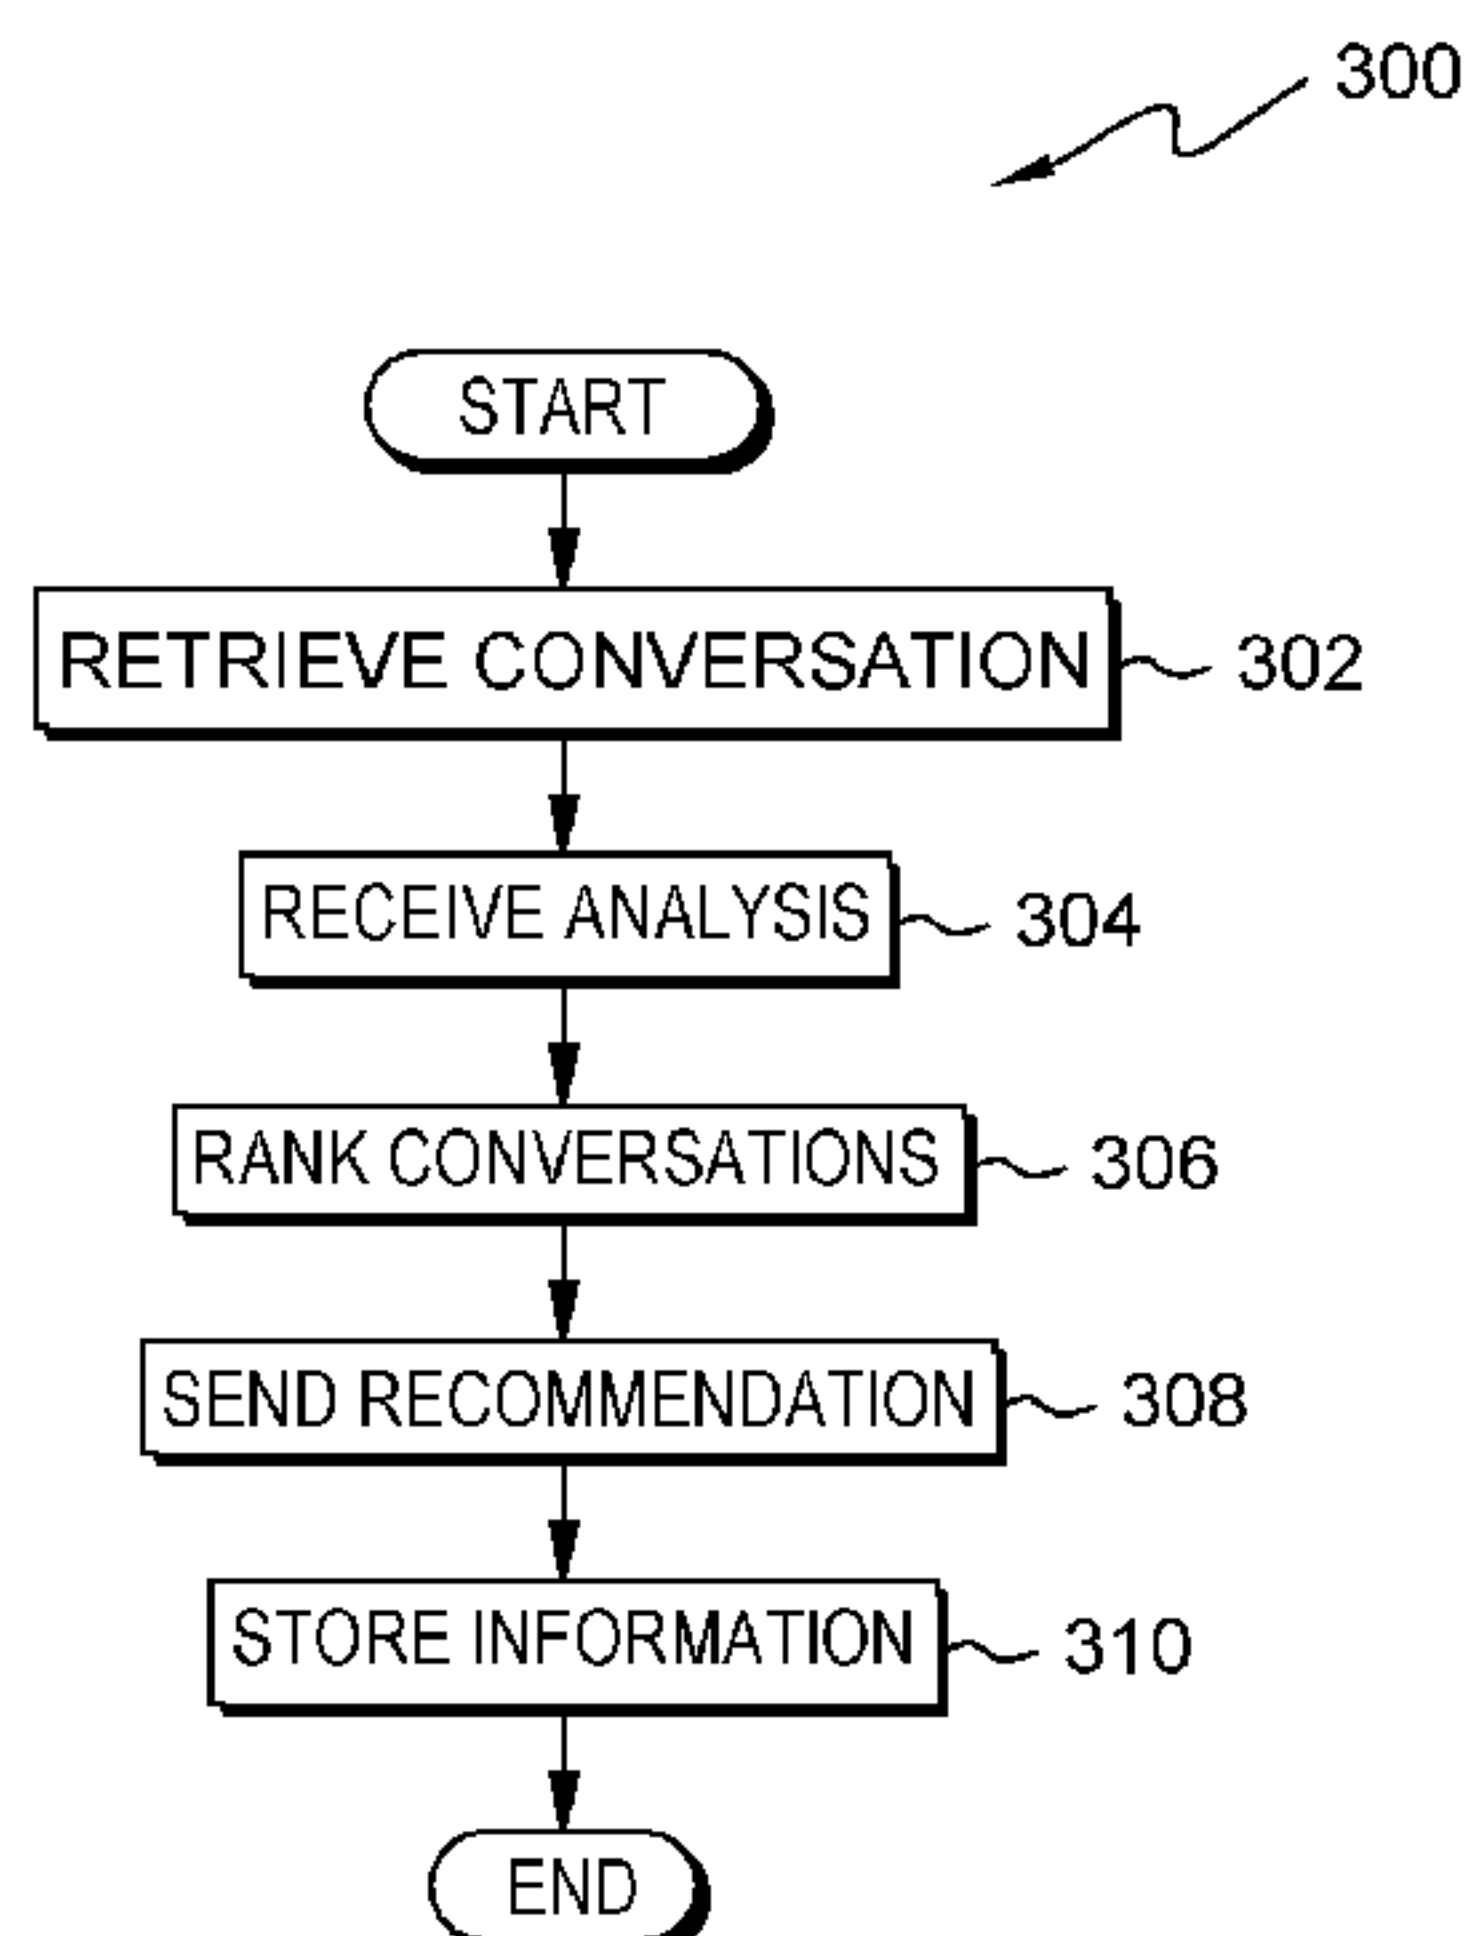 300
START
RETRIEVE CONVERSATION 302
RECEIVE ANALYSIS 304
RANK CONVERSATIONS 306
SEND RECOMMENDATION 308
STORE INFORMATION 310
END